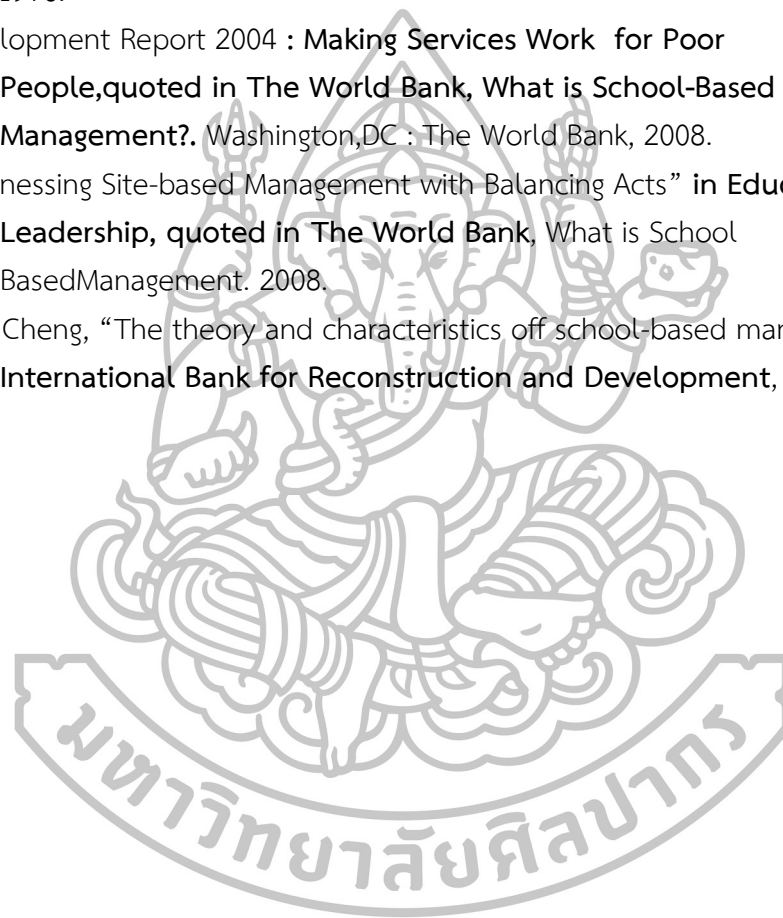 lopment Report 2004 : Making Services Work for Poor
People,quoted in The World Bank, What is School-Based
Management?. Washington,DC : The World Bank, 2008.
nessing Site-based Management with Balancing Acts” in Educ
Leadership, quoted in The World Bank, What is School
BasedManagement. 2008.
Cheng, “The theory and characteristics off school-based mar
International Bank for Reconstruction and Development,
มหาวิทยาลัยศิลปากร